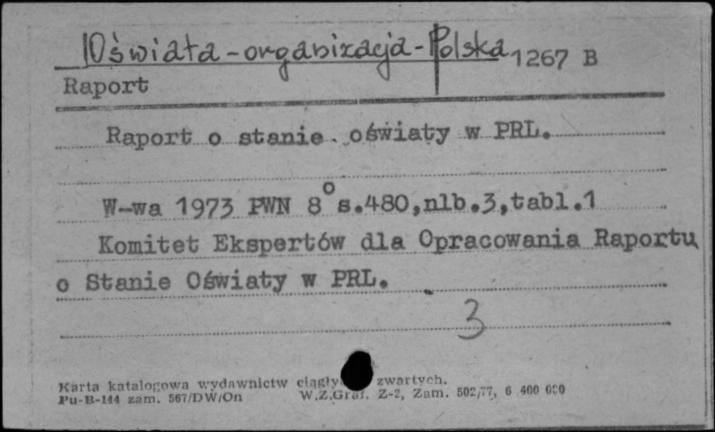 Oświata-organizacja-Polska 1267 B
Raport
Raport o stanie oświaty w PRL.
W-wa 1973 PWN 8° s.480,nlb.3,tabl.1
Komitet Ekspertów dla Opracowania Raportu
o Stanie Oświaty w PRL.
3
Karta katalogowa wydawnictw zwartych.
Pu-B-144 zam. 567/DW/On W.Z.Graf. Z-2, Zam. 502/77, 6 400 000